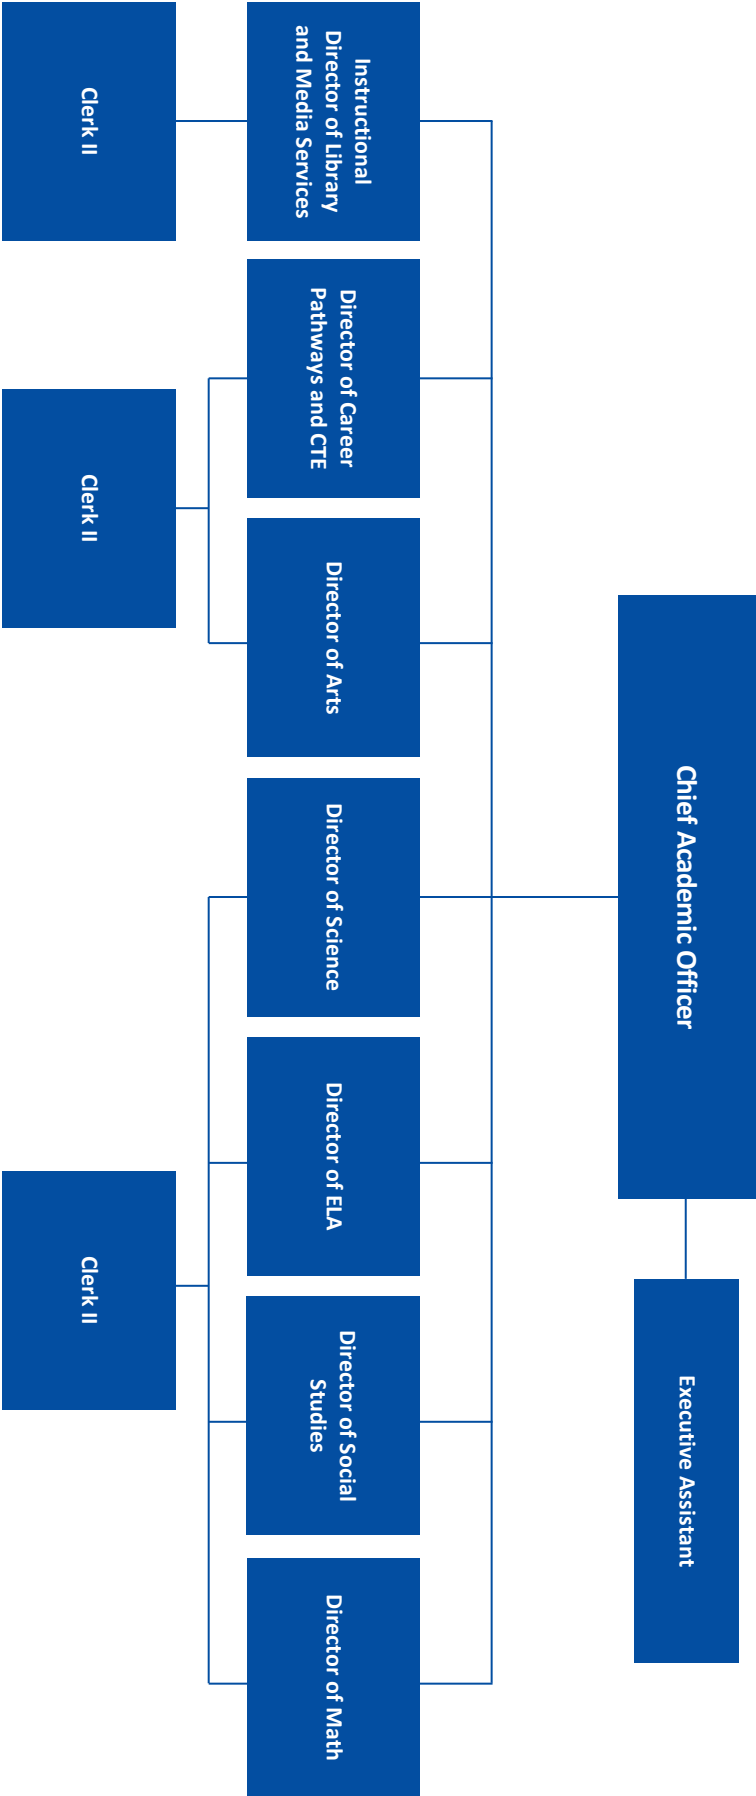 Chief Academic Officer
Executive Assistant
Instructional
Director of Library
and Media Services
Director of Career
Pathways and CTE
Director of Arts
Director of Science
Director of ELA
Director of Social
Studies
Director of Math
Clerk II
Clerk II
Clerk II